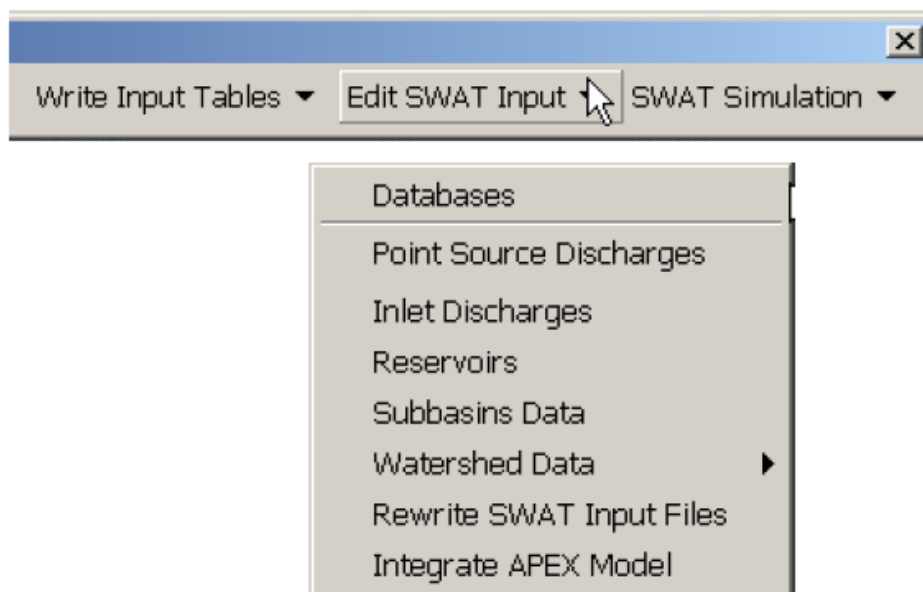 Write Input Tables Edit SWAT Input SWAT Simulation
Databases
Point Source Discharges
Inlet Discharges
Reservoirs
Subbasins Data
Watershed Data
Rewrite SWAT Input Files
Integrate APEX Model